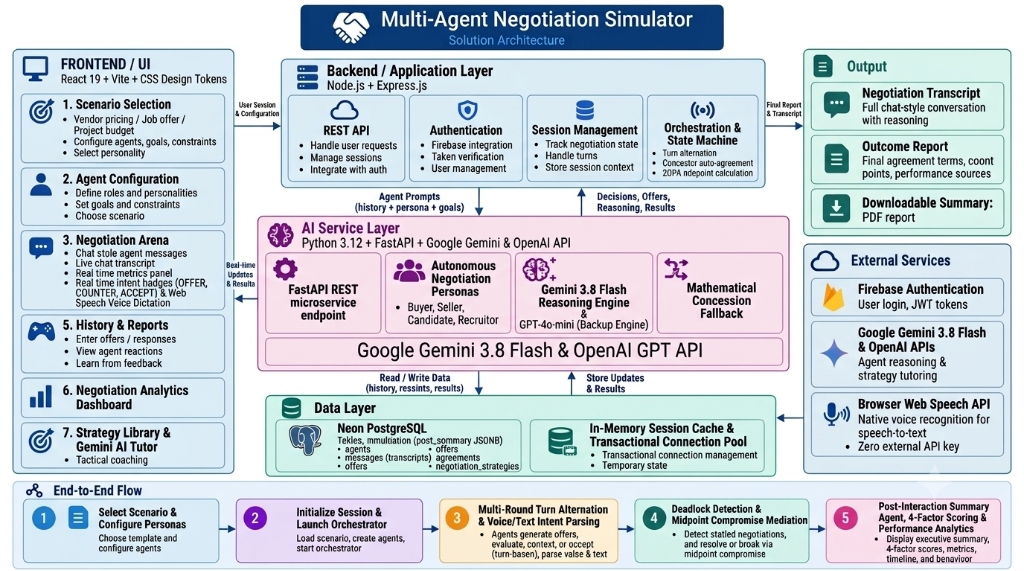 Multi-Agent Negotiation Simulator
Solution Architecture
FRONTEND / UI
React 19 + Vite + CSS Design Tokens
1. Scenario Selection
• Vendor pricing / Job offer /
Project budget
• Configure agents, goals, constraints
• Select personality
2. Agent Configuration
• Define roles and personalities
• Set goals and constraints
• Choose scenario
3. Negotiation Arena
• Chat stole agent messages
• Live chat transcript
• Real time metrics panel
• Real time intent hadges (OFFER,
COUNTER, ACCEPT) & Web
Speech Veice Dictation
5. History & Reports
• Enter offers / responses
• View agent reactions
• Learn from feedback
6. Negotiation Analytics
Dashboard
7. Strategy Library &
Gemini AI Tutor
• Tactical coaching
User Session
& Configuration
Beal-time
Updates
& Resulta
Backend / Application Layer
Node.js + Express.js
REST API
• Handle user requests
• Manage sessions
• Integrate with auth
Authentication
• Firebase integration
• Taken verification
• User management
Session Management
• Track negotiation state
• Handle turns
• Store session context
Orchestration &
State Machine
• Turn alternation
• Concestor auto-agreement
• 2OPA ndepoint calculation
Agent Prompts
(history + persona + goals)
Decisions, Offers,
Reasoning, Results
AI Service Layer
Python 3.12 + FastAPI + Google Gemini & OpenAI API
FastAPI REST
microservice
endpoint
Autonomous
Negotiation
Personas
• Buyer, Seller,
Candidate, Recruitor
Gemini 3.8 Flash
Reasoning Engine
&
GPT-4o-mini (Backup Engine)
Mathematical
Concession
Fallback
Google Gemini 3.8 Flash & OpenAI GPT API
Read / Write Data
(history, ressints, results)
Store Updates
& Results
Data Layer
Neon PostgreSQL
Tekles, mmultiation (post_summary JSONB)
• agents
• offers
• messages (transcripts)
• agreements
• offers
• negotiation_strategies
In-Memory Session Cache &
Transactional Connection Pool
• Transactional connection management
• Temporary state
Final Report
& Transcript
Output
Negotiation Transcript
Full chat-style conversation
with reasoning
Outcome Report
Final agreement terms, coont
points, performance sources
Downloadable Summary:
PDF report
External Services
Firebase Authentication
User login, JWT tokens
Google Gemini 3.8 Flash
& OpenAI APIs
Agent reasoning &
strategy tutoring
Browser Web Speech API
Native voice recognition for
speech-to-text
• Zero external API key
End-to-End Flow
1
Select Scenario &
Configure Personas
Choose template and
configure agents
2
Initialize Session &
Launch Orchestrator
Load scenario, create agents,
start orchestrator
3
Multi-Round Turn Alternation
& Voice/Text Intent Parsing
• Agents generate offers,
evaluate, context, or occept
(turn-basen), parse valse & text
4
Deadlock Detection &
Midpoint Compromise Mediation
• Detect statled negotiations,
and resolve or break via
midpoint compromise
5
Post-Interaction Summary
Agent, 4-Factor Scoring &
Performance Analytics
• Display executive summary,
4-factor scores, metrics,
timeline, and benavioor